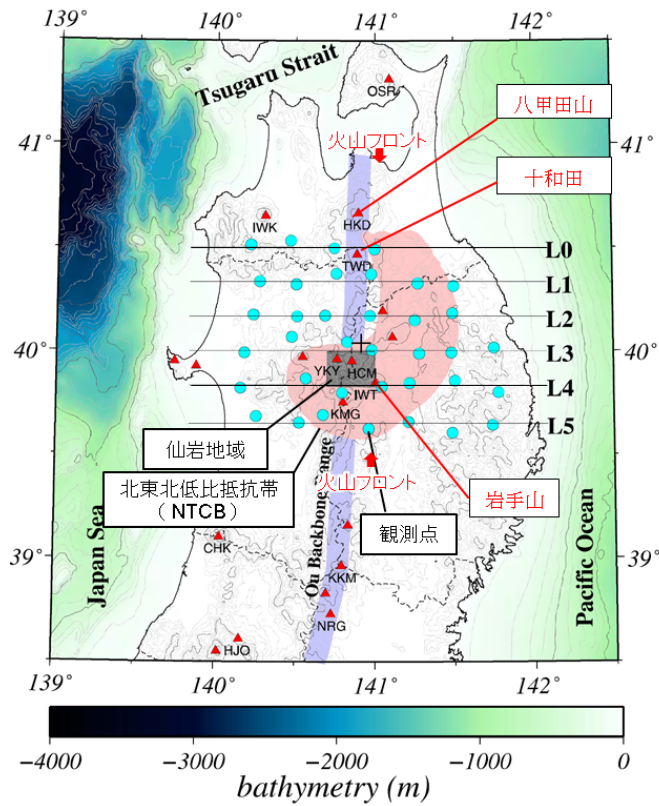 139° 140° 141° 142°
Tsugaru Strait
OSR
八甲田山
41°
41°
火山フロント
十和田
IWK
HKD
TWD
L0
L1
L2
40°
40°
L3
YKY
HCM
L4
IWT
KMG
L5
仙岩地域
Ou Backbone Range
火山フロント
北東北低比抵抗帯
(NTCB)
岩手山
観測点
39°
39°
CHK
KKM
Japan Sea
Pacific Ocean
NRG
HJO
139° 140° 141° 142°
−4000 −3000 −2000 −1000 0
bathymetry (m)